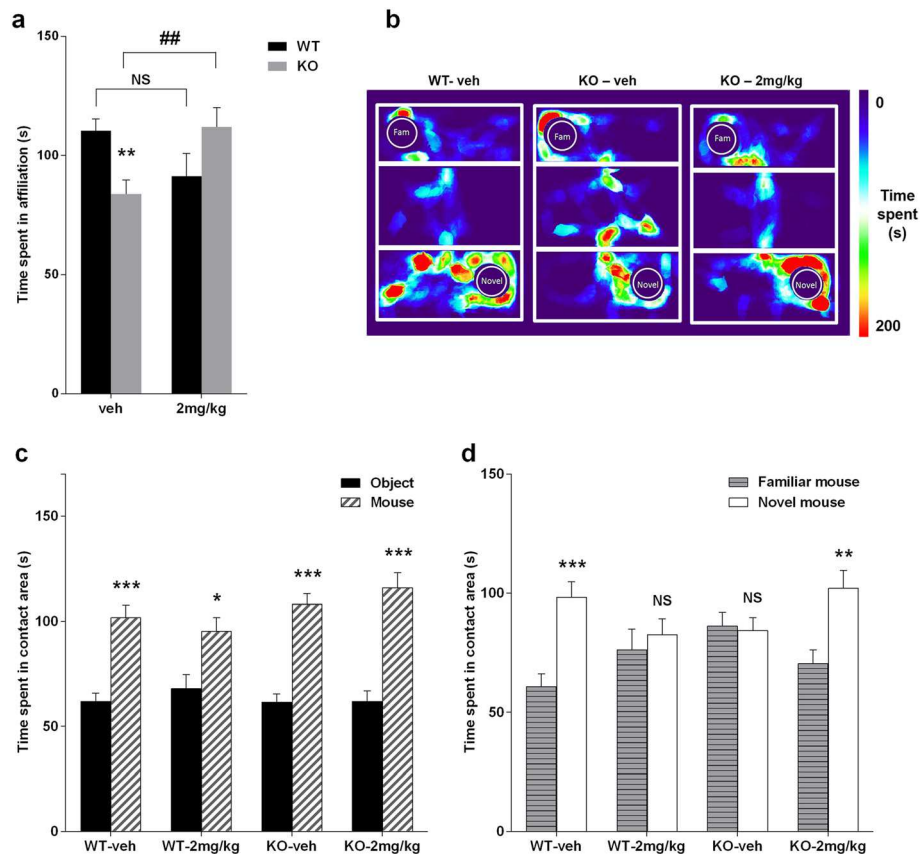 a
150
100
50
0
Time spent in affiliation (s)
##
NS
**
WT
KO
veh
2mg/kg
b
WT- veh
KO – veh
KO – 2mg/kg
Fam
Fam
Fam
Novel
Novel
Novel
0
Time
spent
(s)
200
c
150
100
50
0
Time spent in contact area (s)
Object
Mouse
***
*
***
***
WT-veh
WT-2mg/kg
KO-veh
KO-2mg/kg
d
150
100
50
0
Time spent in contact area (s)
Familiar mouse
Novel mouse
***
NS
NS
**
WT-veh
WT-2mg/kg
KO-veh
KO-2mg/kg